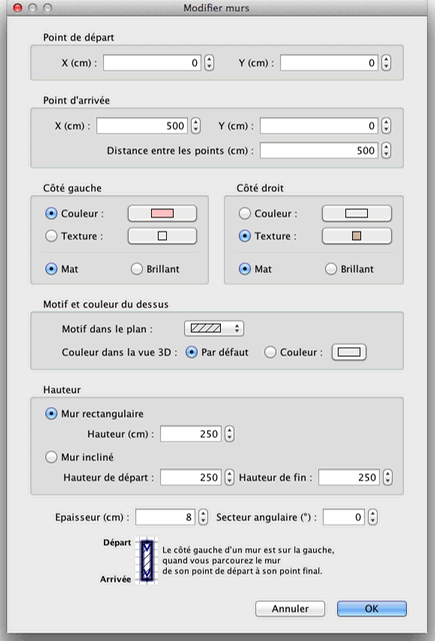 Modifier murs
Point de départ
X (cm) : 0 Y (cm) : 0
Point d'arrivée
X (cm) : 500 Y (cm) : 0
Distance entre les points (cm) : 500
Côté gauche Côté droit
Couleur : Couleur :
Texture : Texture :
Mat Brillant Mat Brillant
Motif et couleur du dessus
Motif dans le plan :
Couleur dans la vue 3D : Par défaut Couleur :
Hauteur
Mur rectangulaire
Hauteur (cm) : 250
Mur incliné
Hauteur de départ : 250 Hauteur de fin : 250
Epaisseur (cm) : 8 Secteur angulaire (°) : 0
Départ
Le côté gauche d'un mur est sur la gauche,
quand vous parcourez le mur
de son point de départ à son point final.
Arrivée
Annuler OK